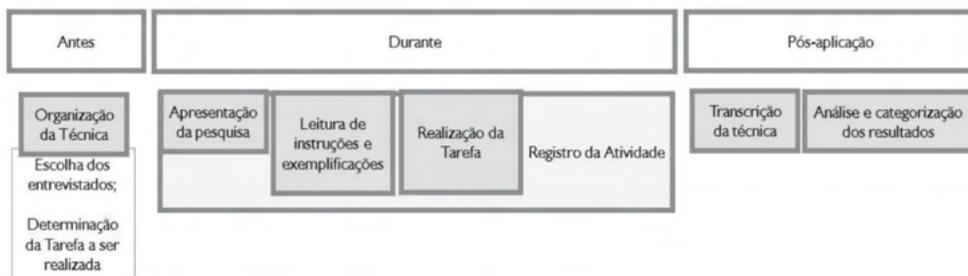 Antes
Durante
Pós-aplicação
Organização
da Técnica
Escolha dos
entrevistados;
Determinação
da Tarefa a ser
realizada
Apresentação
da pesquisa
Leitura de
instruções e
exemplificações
Realização da
Tarefa
Registro da Atividade
Transcrição
da técnica
Análise e categorização
dos resultados